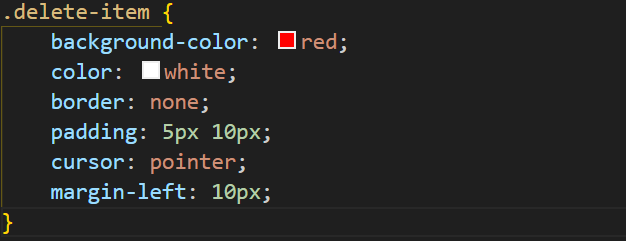 .delete-item {
    background-color: red;
    color: white;
    border: none;
    padding: 5px 10px;
    cursor: pointer;
    margin-left: 10px;
}